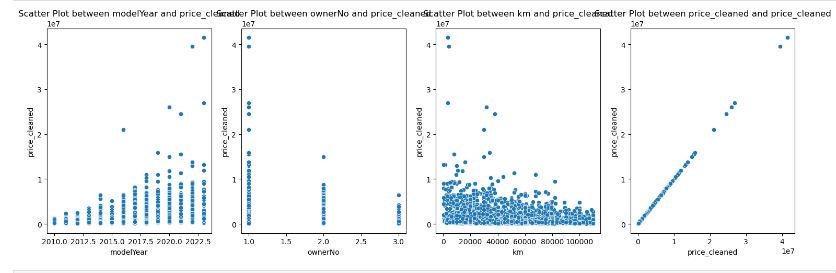 Scatter Plot between modelYear and price_cleaned
Scatter Plot between ownerNo and price_cleaned
Scatter Plot between km and price_cleaned
Scatter Plot between price_cleaned and price_cleaned
1e7
1e7
1e7
1e7
4
3
2
1
0
price_cleaned
2010.0 2012.5 2015.0 2017.5 2020.0 2022.5
modelYear
4
3
2
1
0
price_cleaned
1.0 1.5 2.0 2.5 3.0
ownerNo
4
3
2
1
0
price_cleaned
0 20000 40000 60000 80000 100000
km
4
3
2
1
0
price_cleaned
0 1 2 3 4
1e7
price_cleaned